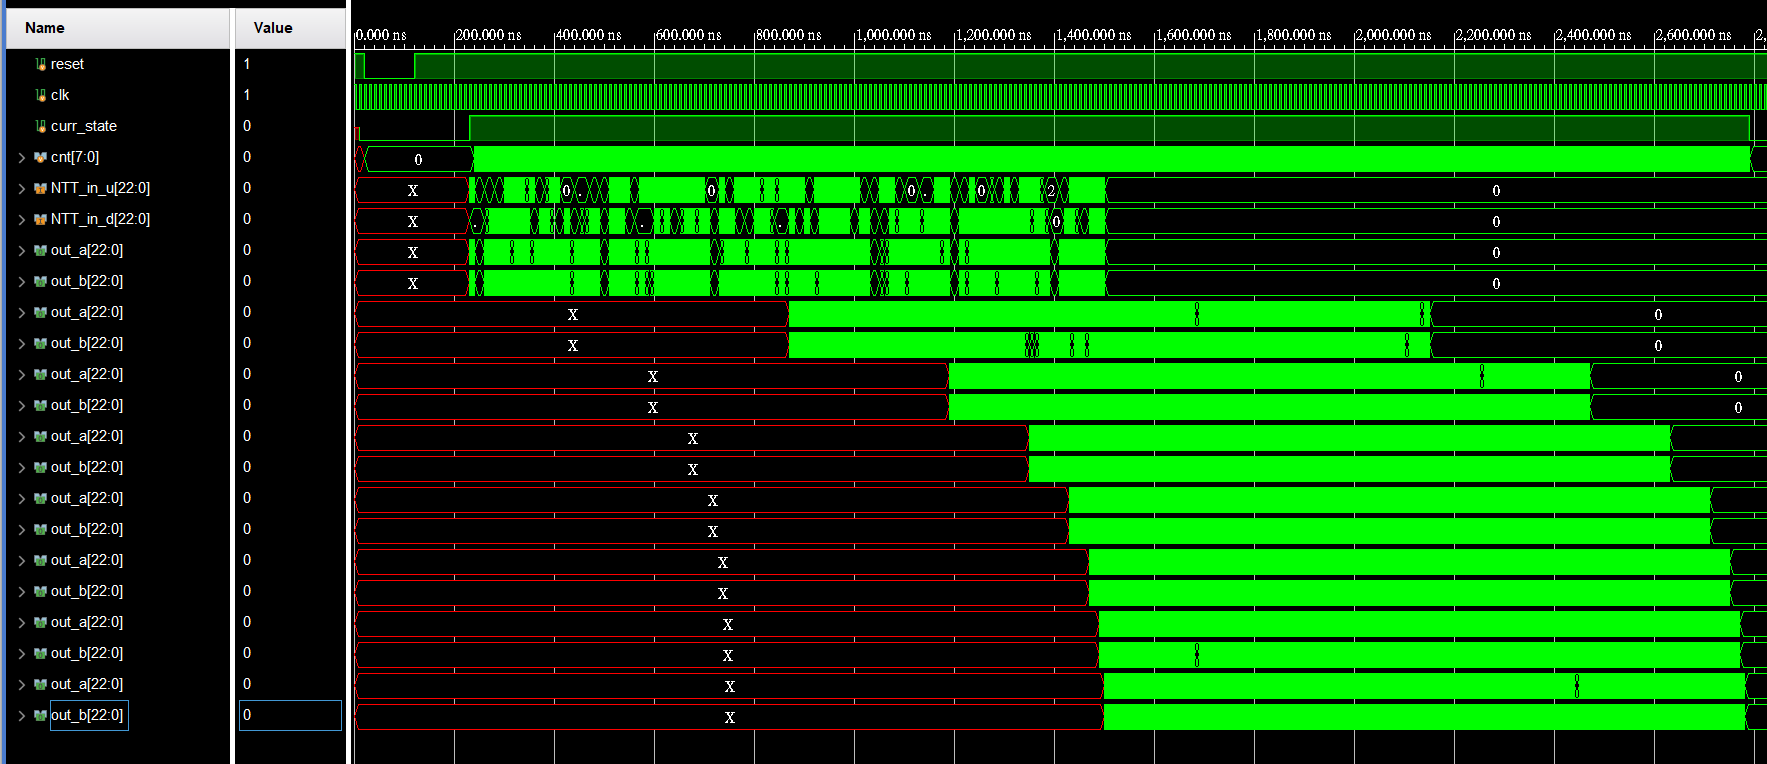 Name Value
0.000 ns 200.000 ns 400.000 ns 600.000 ns 800.000 ns 1,000.000 ns 1,200.000 ns 1,400.000 ns 1,600.000 ns 1,800.000 ns 2,000.000 ns 2,200.000 ns 2,400.000 ns 2,600.000 ns 2,
reset 1
clk 1
curr_state 0
cnt[7:0] 0 0
NTT_in_u[22:0] 0 X 0. 0 0. 0 2 0
NTT_in_d[22:0] 0 X . . . 0 0
out_a[22:0] 0 X 0
out_b[22:0] 0 X 0
out_a[22:0] 0 X 0
out_b[22:0] 0 X 0
out_a[22:0] 0 X 0
out_b[22:0] 0 X 0
out_a[22:0] 0 X
out_b[22:0] 0 X
out_a[22:0] 0 X
out_b[22:0] 0 X
out_a[22:0] 0 X
out_b[22:0] 0 X
out_a[22:0] 0 X
out_b[22:0] 0 X
out_a[22:0] 0 X
out_b[22:0] 0 X